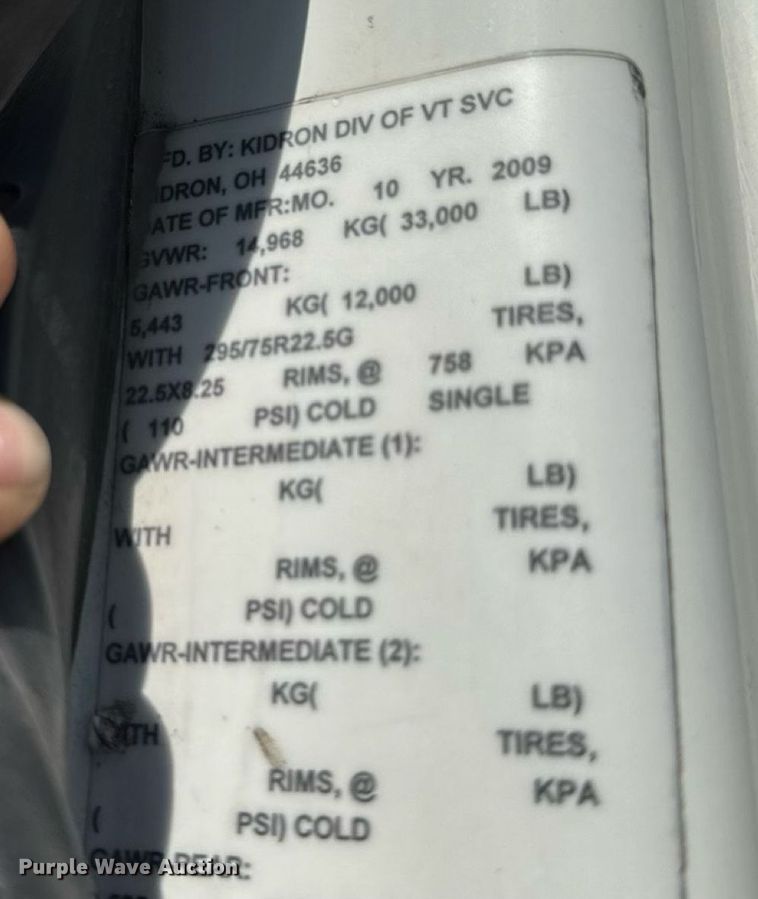 FD. BY: KIDRON DIV OF VT SVC
IDRON, OH 44636
ATE OF MFR:MO. 10 YR. 2009
GVWR: 14,968 KG( 33,000 LB)
GAWR-FRONT:
5,443 KG( 12,000 LB)
WITH 295/75R22.5G TIRES,
22.5X8.25 RIMS, @ 758 KPA
( 110 PSI) COLD SINGLE
GAWR-INTERMEDIATE (1):
KG( LB)
WITH TIRES,
RIMS, @ KPA
( PSI) COLD
GAWR-INTERMEDIATE (2):
KG( LB)
ITH TIRES,
RIMS, @ KPA
( PSI) COLD
GAWR-REAR:
Purple Wave Auction